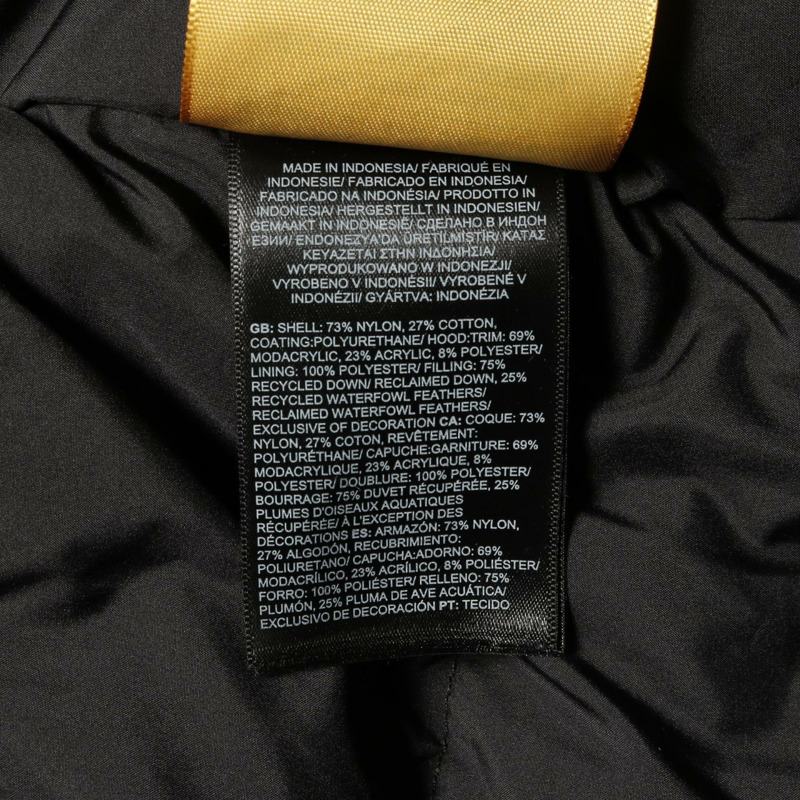 MADE IN INDONESIA/ FABRIQUÉ EN
INDONESIE/ FABRICADO EN INDONESIA/
FABRICADO NA INDONÉSIA/ PRODOTTO IN
INDONESIA/ HERGESTELLT IN INDONESIEN/
GEMAAKT IN INDONESIË/ СДЕЛАНО В ИНДОН
ЕЗИИ/ ENDONEZYA'DA ÜRETİLMİŞTİR/ ΚΑΤΑΣ
ΚΕΥΑΖΕΤΑΙ ΣΤΗΝ ΙΝΔΟΝΗΣΙΑ/
WYPRODUKOWANO W INDONEZJI/
VYROBENO V INDONÉSII/ VYROBENÉ V
INDONÉZII/ GYÁRTVA: INDONÉZIA
GB: SHELL: 73% NYLON, 27% COTTON,
COATING:POLYURETHANE/ HOOD:TRIM: 69%
MODACRYLIC, 23% ACRYLIC, 8% POLYESTER/
LINING: 100% POLYESTER/ FILLING: 75%
RECYCLED DOWN/ RECLAIMED DOWN, 25%
RECYCLED WATERFOWL FEATHERS/
RECLAIMED WATERFOWL FEATHERS/
EXCLUSIVE OF DECORATION CA: COQUE: 73%
NYLON, 27% COTON, REVÊTEMENT:
POLYURÉTHANE/ CAPUCHE:GARNITURE: 69%
MODACRYLIQUE, 23% ACRYLIQUE, 8%
POLYESTER/ DOUBLURE: 100% POLYESTER/
BOURRAGE: 75% DUVET RÉCUPÉRÉE, 25%
PLUMES D'OISEAUX AQUATIQUES
RÉCUPÉRÉE/ À L'EXCEPTION DES
DÉCORATIONS ES: ARMAZÓN: 73% NYLON,
27% ALGODÓN, RECUBRIMIENTO:
POLIURETANO/ CAPUCHA:ADORNO: 69%
MODACRÍLICO, 23% ACRÍLICO, 8% POLIÉSTER/
FORRO: 100% POLIÉSTER/ RELLENO: 75%
PLUMÓN, 25% PLUMA DE AVE ACUÁTICA/
EXCLUSIVO DE DECORACIÓN PT: TECIDO